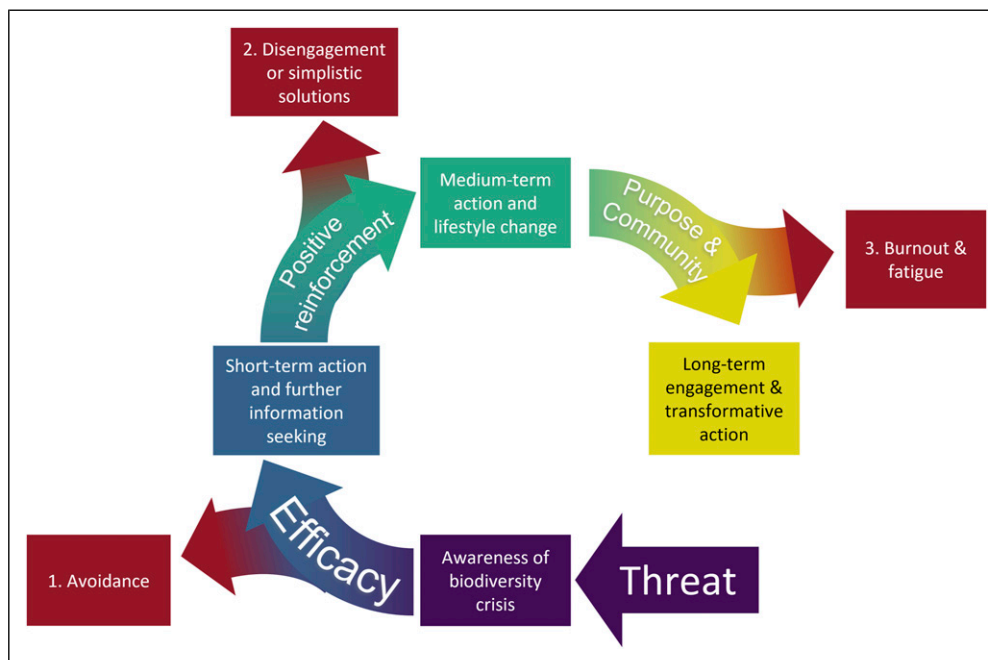 2. Disengagement
or simplistic
solutions
Positive
reinforcement
Medium-term
action and
lifestyle change
Purpose &
Community
3. Burnout &
fatigue
Short-term action
and further
information
seeking
Long-term
engagement &
transformative
action
1. Avoidance
Efficacy
Awareness of
biodiversity
crisis
Threat